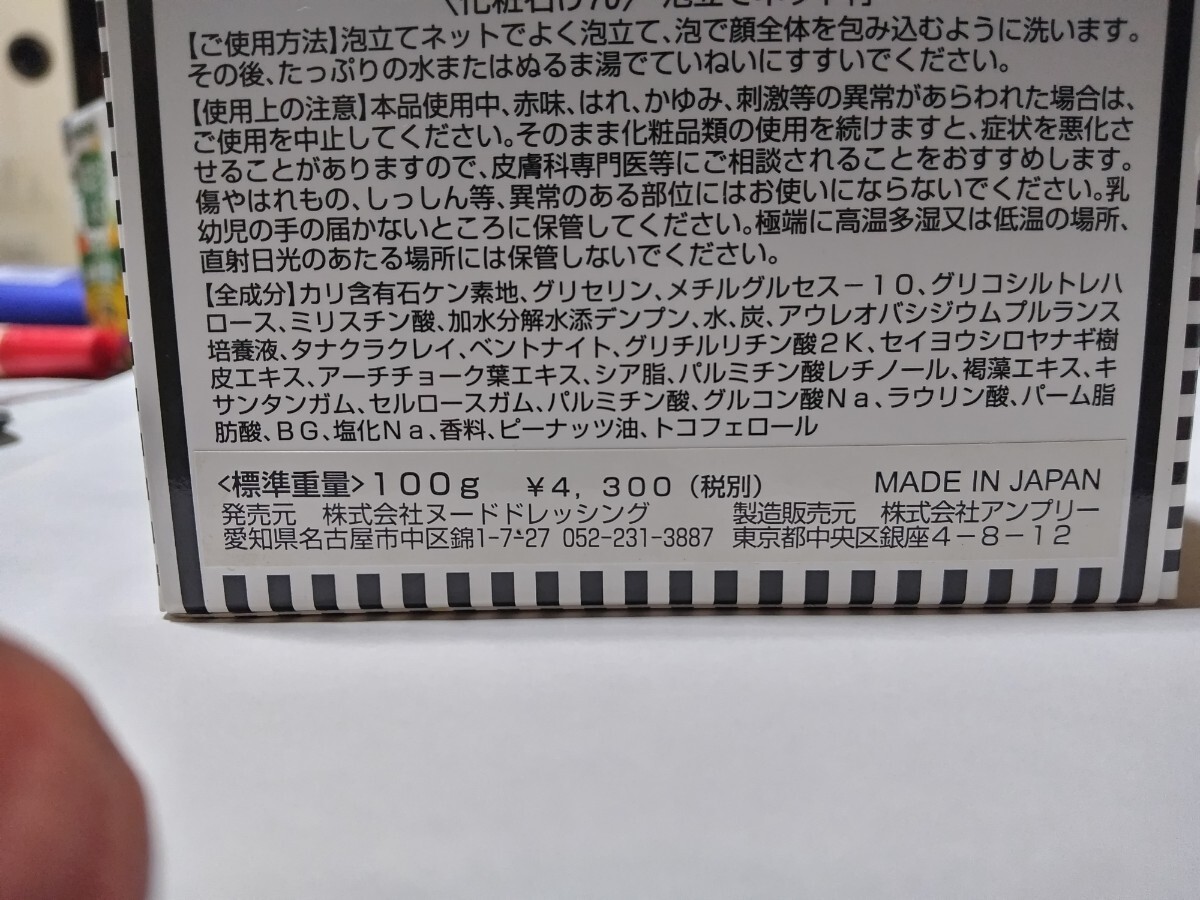 〈化粧石けん〉 泡立てネット付
【ご使用方法】泡立てネットでよく泡立て、泡で顔全体を包み込むように洗います。
その後、たっぷりの水またはぬるま湯でていねいにすすいでください。
【使用上の注意】本品使用中、赤味、はれ、かゆみ、刺激等の異常があらわれた場合は、
ご使用を中止してください。そのまま化粧品類の使用を続けますと、症状を悪化さ
せることがありますので、皮膚科専門医等にご相談されることをおすすめします。
傷やはれもの、しっしん等、異常のある部位にはお使いにならないでください。乳
幼児の手の届かないところに保管してください。極端に高温多湿又は低温の場所、
直射日光のあたる場所には保管しないでください。
【全成分】カリ含有石ケン素地、グリセリン、メチルグルセス－１０、グリコシルトレハ
ロース、ミリスチン酸、加水分解水添デンプン、水、炭、アウレオバシジウムプルランス
培養液、タナクラクレイ、ベントナイト、グリチルリチン酸２Ｋ、セイヨウシロヤナギ樹
皮エキス、アーチチョーク葉エキス、シア脂、パルミチン酸レチノール、褐藻エキス、キ
サンタンガム、セルロースガム、パルミチン酸、グルコン酸Ｎａ、ラウリン酸、パーム脂
肪酸、ＢＧ、塩化Ｎａ、香料、ピーナッツ油、トコフェロール
<標準重量>１００ｇ ￥４，３００（税別） MADE IN JAPAN
発売元 株式会社ヌードドレッシング 製造販売元 株式会社アンプリー
愛知県名古屋市中区錦1-7-27 052-231-3887 東京都中央区銀座４－８－１２